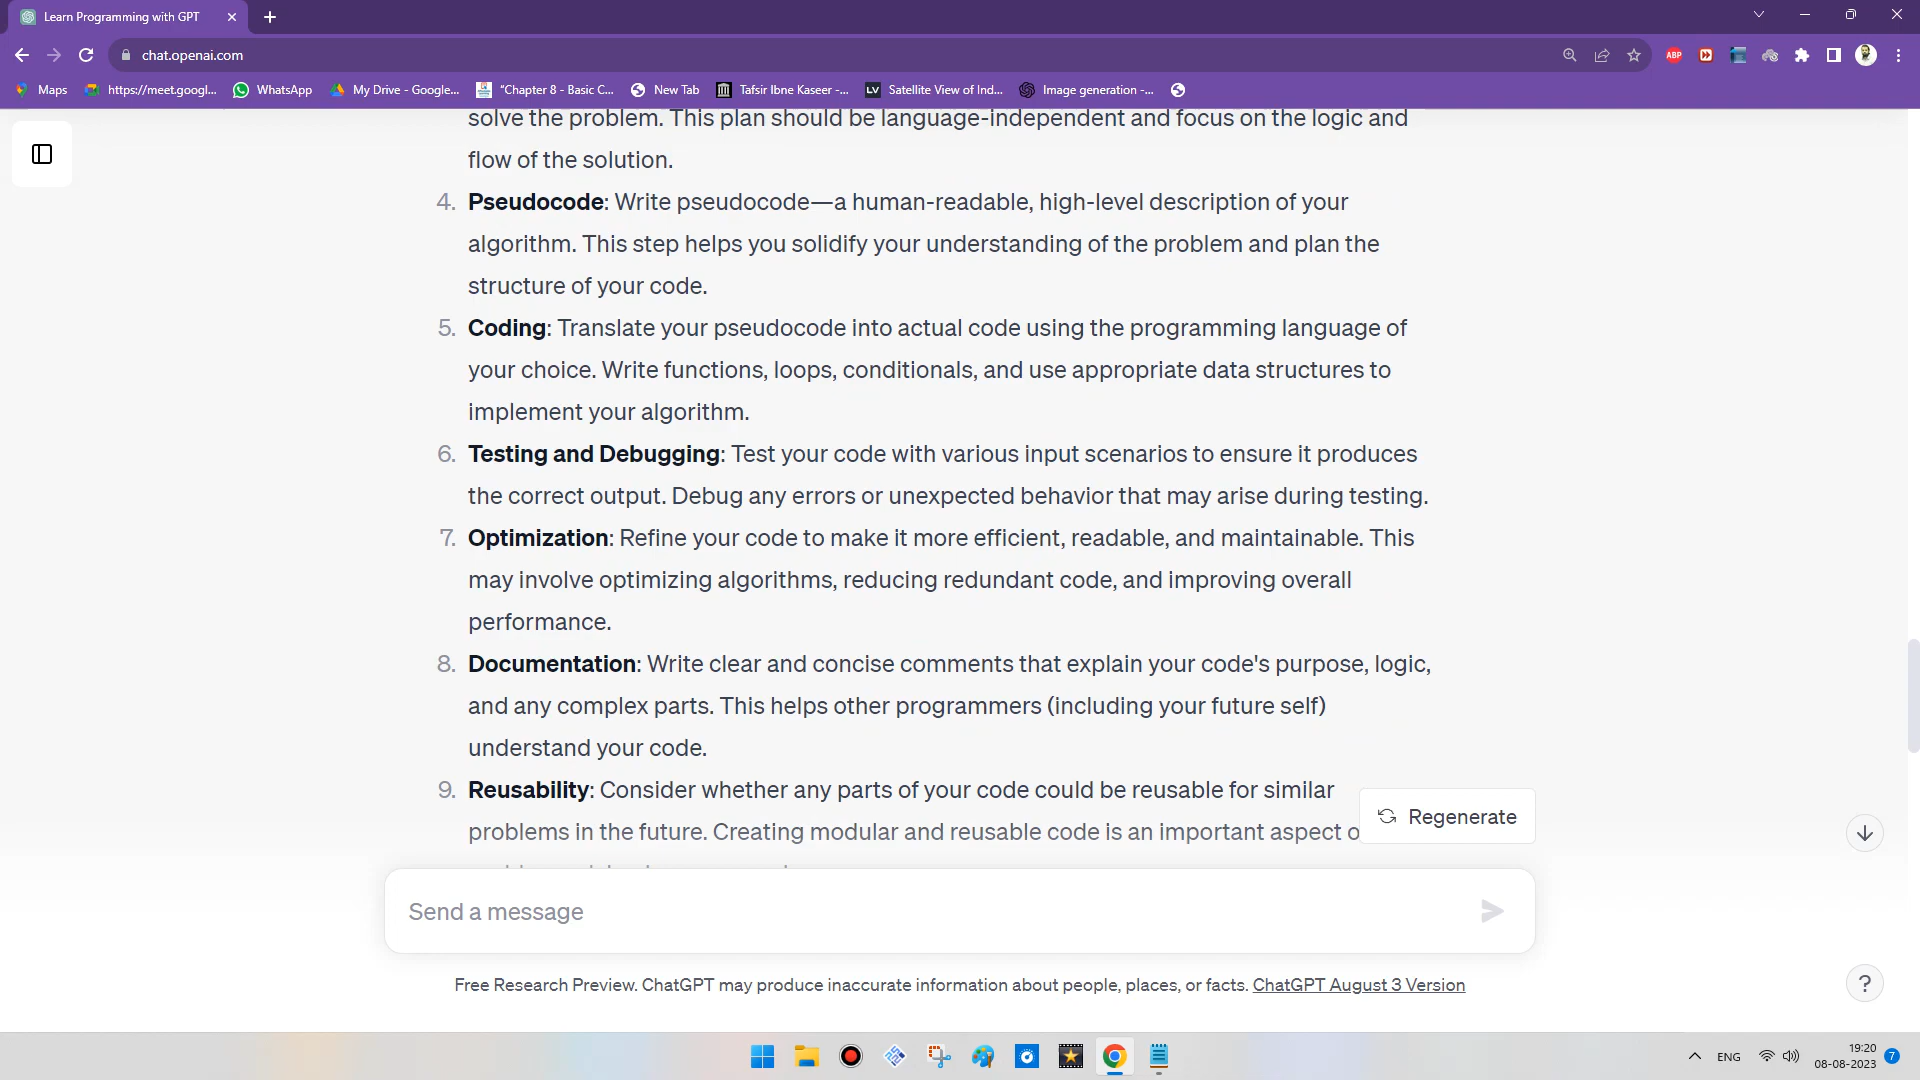 Learn Programming with GPT
chat.openai.com
ABP
Maps
https://meet.googl...
WhatsApp
My Drive - Google...
"Chapter 8 - Basic C...
New Tab
Tafsir Ibne Kaseer -...
LV
Satellite View of Ind...
Image generation -...
solve the problem. This plan should be language-independent and focus on the logic and
flow of the solution.
4. Pseudocode: Write pseudocode—a human-readable, high-level description of your
algorithm. This step helps you solidify your understanding of the problem and plan the
structure of your code.
5. Coding: Translate your pseudocode into actual code using the programming language of
your choice. Write functions, loops, conditionals, and use appropriate data structures to
implement your algorithm.
6. Testing and Debugging: Test your code with various input scenarios to ensure it produces
the correct output. Debug any errors or unexpected behavior that may arise during testing.
7. Optimization: Refine your code to make it more efficient, readable, and maintainable. This
may involve optimizing algorithms, reducing redundant code, and improving overall
performance.
8. Documentation: Write clear and concise comments that explain your code's purpose, logic,
and any complex parts. This helps other programmers (including your future self)
understand your code.
9. Reusability: Consider whether any parts of your code could be reusable for similar
problems in the future. Creating modular and reusable code is an important aspect
Regenerate
Send a message
Free Research Preview. ChatGPT may produce inaccurate information about people, places, or facts. ChatGPT August 3 Version
?
ENG
19:20
08-08-2023
7